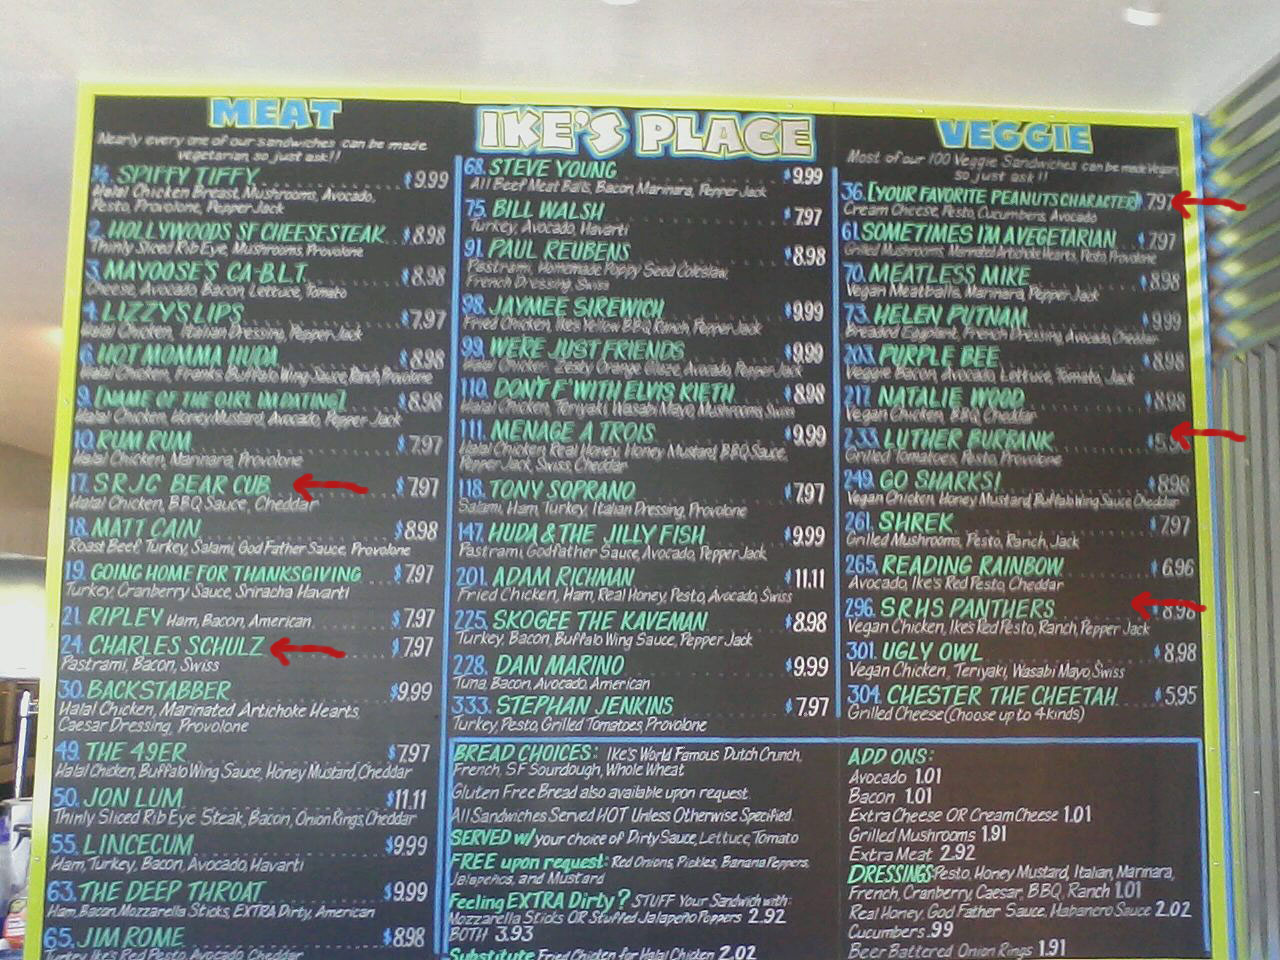 MEAT
Nearly every one of our sandwiches can be made
vegetarian, so just ask!!
½. SPIFFY TIFFY $9.99
Halal Chicken Breast, Mushrooms, Avocado,
Pesto, Provolone, Pepper Jack
2. HOLLYWOODS SF CHEESESTEAK $8.98
Thinly Sliced Rib Eye, Mushrooms, Provolone
3. MAYOOSE'S CA-B.L.T. $8.98
Cheese, Avocado, Bacon, Lettuce, Tomato
4. LIZZY'S LIPS $7.97
Halal Chicken, Italian Dressing, Pepper Jack
6. HOT MOMMA HUDA $8.98
Halal Chicken, Franks Buffalo Wing Sauce, Ranch, Provolone
9. [NAME OF THE GIRL IM DATING] $8.98
Halal Chicken, Honey Mustard, Avocado, Pepper Jack
10. RUM RUM $7.97
Halal Chicken, Marinara, Provolone
17. SRJC BEAR CUB $7.97
Halal Chicken, BBQ Sauce, Cheddar
18. MATT CAIN $8.98
Roast Beef, Turkey, Salami, God Father Sauce, Provolone
19. GOING HOME FOR THANKSGIVING $7.97
Turkey, Cranberry Sauce, Sriracha Havarti
21. RIPLEY Ham, Bacon, American $7.97
24. CHARLES SCHULZ $7.97
Pastrami, Bacon, Swiss
30. BACKSTABBER $9.99
Halal Chicken, Marinated Artichoke Hearts,
Caesar Dressing, Provolone
49. THE 49ER $7.97
Halal Chicken, Buffalo Wing Sauce, Honey Mustard, Cheddar
50. JON LUM $11.11
Thinly Sliced Rib Eye Steak, Bacon, Onion Rings, Cheddar
55. LINCECUM $9.99
Ham, Turkey, Bacon, Avocado, Havarti
63. THE DEEP THROAT $9.99
Ham, Bacon, Mozzarella Sticks, EXTRA Dirty, American
65. JIM ROME $8.98
Turkey, Ike's Red Pesto, Avocado, Cheddar
IKE'S PLACE
68. STEVE YOUNG $9.99
All Beef Meat Balls, Bacon, Marinara, Pepper Jack
75. BILL WALSH $7.97
Turkey, Avocado, Havarti
91. PAUL REUBENS $8.98
Pastrami, Homemade Poppy Seed Coleslaw,
French Dressing, Swiss
98. JAYMEE SIREWICH $9.99
Fried Chicken, Ikes Yellow BBQ, Ranch, Pepper Jack
99. WE'RE JUST FRIENDS $9.99
Halal Chicken, Zesty Orange Glaze, Avocado, Pepper Jack
110. DON'T F' WITH ELVIS KIETH $8.98
Halal Chicken, Teriyaki, Wasabi Mayo, Mushrooms, Swiss
111. MENAGE A TROIS $9.99
Halal Chicken, Real Honey, Honey Mustard, BBQ Sauce,
Pepper Jack, Swiss, Cheddar
118. TONY SOPRANO $7.97
Salami, Ham, Turkey, Italian Dressing, Provolone
147. HUDA & THE JILLY FISH $9.99
Pastrami, Godfather Sauce, Avocado, Pepper Jack
201. ADAM RICHMAN $11.11
Fried Chicken, Ham, Real Honey, Pesto, Avocado, Swiss
225. SKOGEE THE KAVEMAN $8.98
Turkey, Bacon, Buffalo Wing Sauce, Pepper Jack
228. DAN MARINO $9.99
Tuna, Bacon, Avocado, American
333. STEPHAN JENKINS $7.97
Turkey, Pesto, Grilled Tomatoes, Provolone
BREAD CHOICES: Ike's World Famous Dutch Crunch,
French, SF Sourdough, Whole Wheat
Gluten Free Bread also available upon request
All Sandwiches Served HOT Unless Otherwise Specified.
SERVED w/ your choice of Dirty Sauce, Lettuce, Tomato
FREE upon request: Red Onions, Pickles, Banana Peppers,
Jalapeños, and Mustard
Feeling EXTRA Dirty? STUFF Your Sandwich with:
Mozzarella Sticks OR Stuffed Jalapeño Poppers 2.92
BOTH 3.93
Substitute Fried Chicken for Halal Chicken 2.02
VEGGIE
Most of our 100 Veggie Sandwiches can be made Vegan,
so just ask!!
36. [YOUR FAVORITE PEANUTS CHARACTER] $7.97
Cream Cheese, Pesto, Cucumbers, Avocado
61. SOMETIMES I'M A VEGETARIAN $7.97
Grilled Mushrooms, Marinated Artichoke Hearts, Pesto, Provolone
70. MEATLESS MIKE $8.98
Vegan Meatballs, Marinara, Pepper Jack
73. HELEN PUTNAM $9.99
Breaded Eggplant, French Dressing, Avocado, Cheddar
203. PURPLE BEE $8.98
Veggie Bacon, Avocado, Lettuce, Tomato, Jack
217. NATALIE WOOD $8.98
Vegan Chicken, BBQ, Cheddar
233. LUTHER BURBANK
Grilled Tomatoes, Pesto, Provolone
249. GO SHARKS! $8.98
Vegan Chicken, Honey Mustard, Buffalo Wing Sauce, Cheddar
261. SHREK $7.97
Grilled Mushrooms, Pesto, Ranch, Jack
265. READING RAINBOW $6.96
Avocado, Ike's Red Pesto, Cheddar
296. SRHS PANTHERS $8.98
Vegan Chicken, Ike's Red Pesto, Ranch, Pepper Jack
301. UGLY OWL $8.98
Vegan Chicken, Teriyaki, Wasabi Mayo, Swiss
304. CHESTER THE CHEETAH $5.95
Grilled Cheese (Choose up to 4 kinds)
ADD ONS:
Avocado 1.01
Bacon 1.01
Extra Cheese OR Cream Cheese 1.01
Grilled Mushrooms 1.91
Extra Meat 2.92
DRESSINGS: Pesto, Honey Mustard, Italian, Marinara,
French, Cranberry, Caesar, BBQ, Ranch 1.01
Real Honey, God Father Sauce, Habanero Sauce 2.02
Cucumbers .99
Beer Battered Onion Rings 1.91